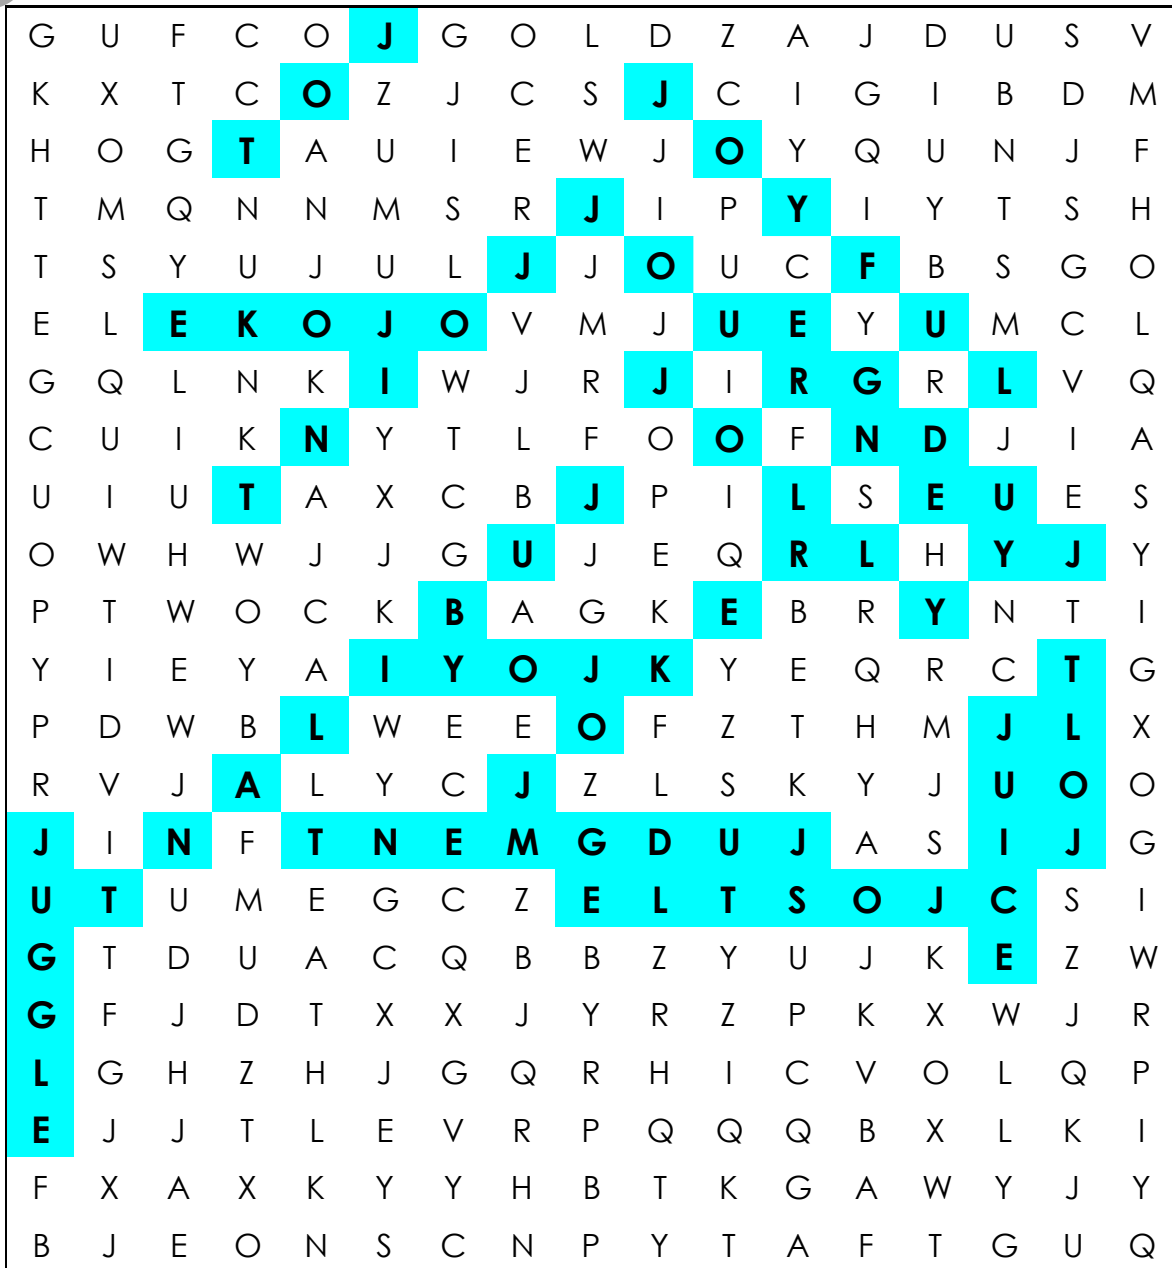 G U F C O J G O L D Z A J D U S V
K X T C O Z J C S J C I G I B D M
H O G T A U I E W J O Y Q U N J F
T M Q N N M S R J I P Y I Y T S H
T S Y U J U L J J O U C F B S G O
E L E K O J O V M J U E Y U M C L
G Q L N K I W J R J I R G R L V Q
C U I K N Y T L F O O F N D J I A
U I U T A X C B J P I L S E U E S
O W H W J J G U J E Q R L H Y J Y
P T W O C K B A G K E B R Y N T I
Y I E Y A I Y O J K Y E Q R C T G
P D W B L W E E O F Z T H M J L X
R V J A L Y C J Z L S K Y J U O O
J I N F T N E M G D U J A S I J G
U T U M E G C Z E L T S O J C S I
G T D U A C Q B B Z Y U J K E Z W
G F J D T X X J Y R Z P K X W J R
L G H Z H J G Q R H I C V O L Q P
E J J T L E V R P Q Q Q B X L K I
F X A X K Y Y H B T K G A W Y J Y
B J E O N S C N P Y T A F T G U Q